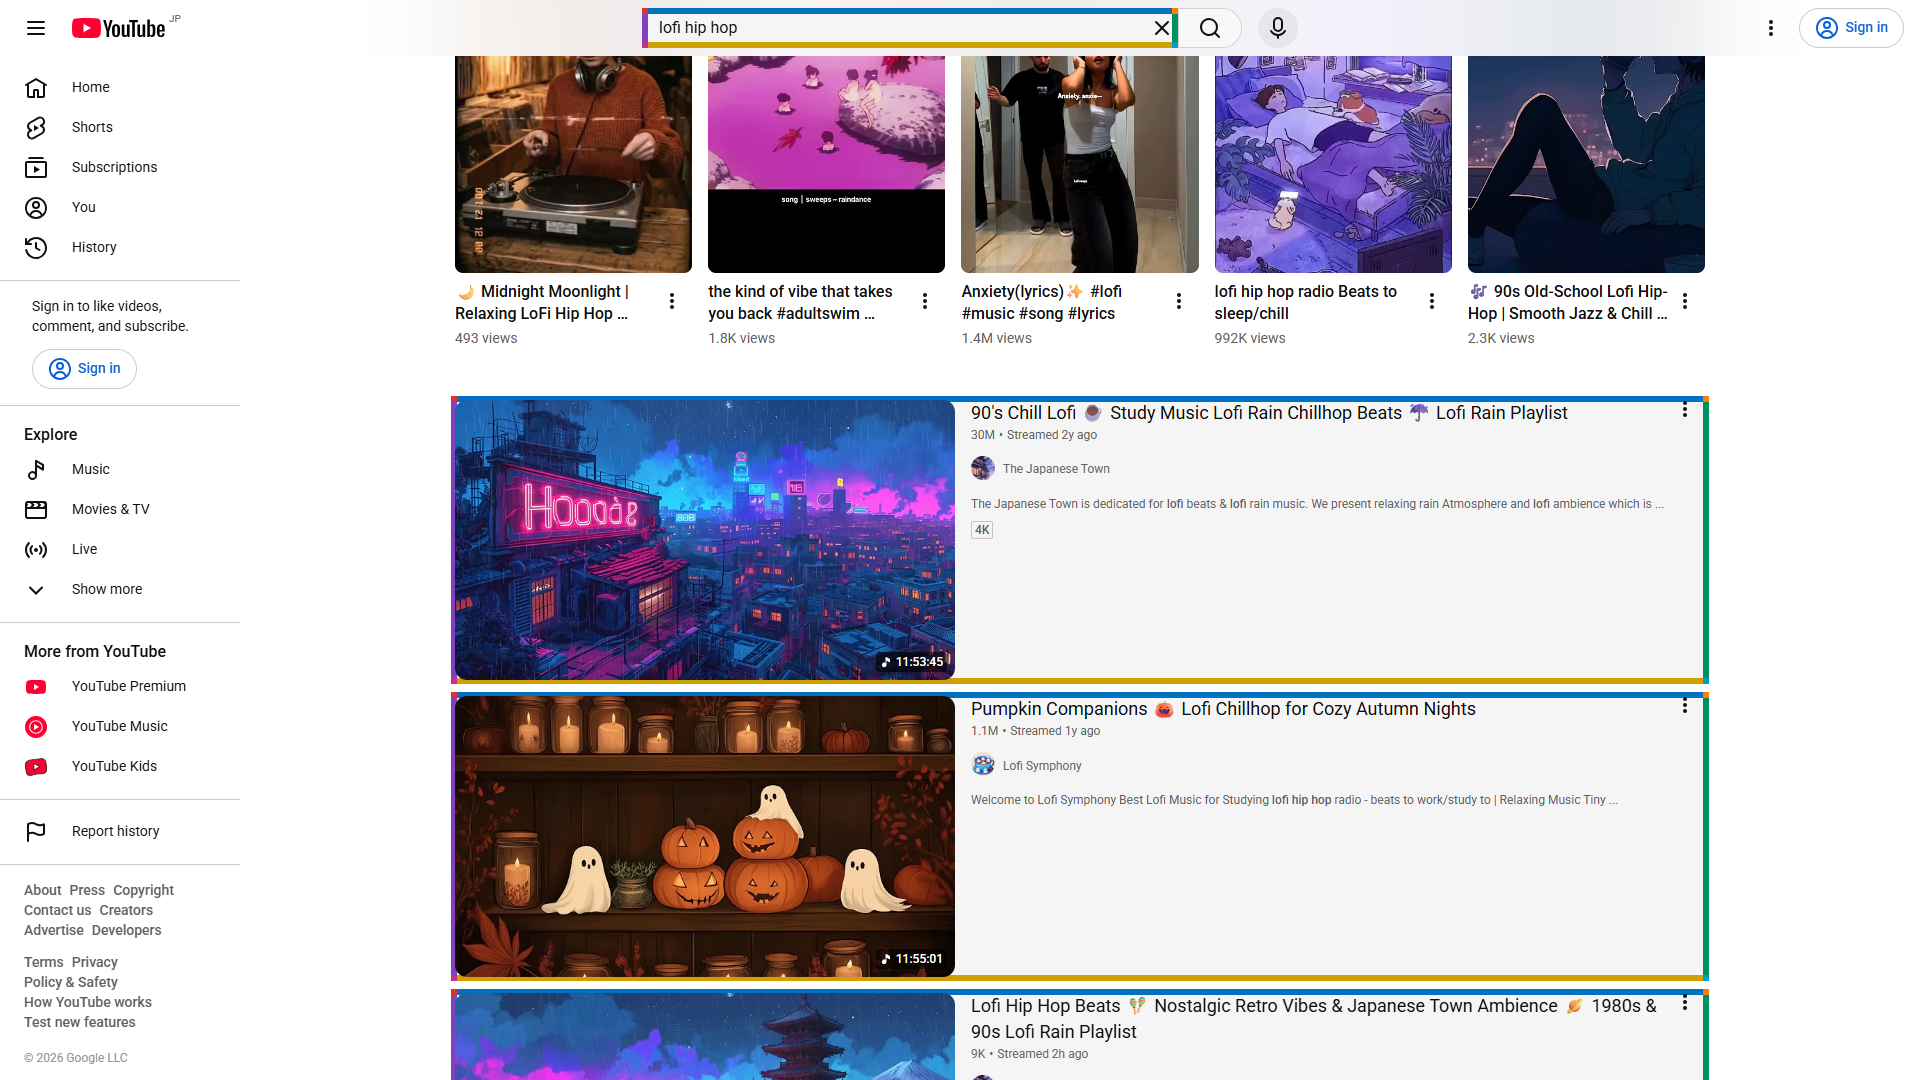 YouTube JP
lofi hip hop
Sign in
Home
Shorts
Subscriptions
You
History
Sign in to like videos,
comment, and subscribe.
Sign in
Explore
Music
Movies & TV
Live
Show more
More from YouTube
YouTube Premium
YouTube Music
YouTube Kids
Report history
About Press Copyright
Contact us Creators
Advertise Developers
Terms Privacy
Policy & Safety
How YouTube works
Test new features
© 2026 Google LLC
song | sweeps ~ raindance
🌙 Midnight Moonlight |
Relaxing LoFi Hip Hop ...
493 views
the kind of vibe that takes
you back #adultswim ...
1.8K views
Anxiety(lyrics)✨ #lofi
#music #song #lyrics
1.4M views
lofi hip hop radio Beats to
sleep/chill
992K views
🎶 90s Old-School Lofi Hip-
Hop | Smooth Jazz & Chill ...
2.3K views
11:53:45
90's Chill Lofi ☕ Study Music Lofi Rain Chillhop Beats ☔ Lofi Rain Playlist
30M • Streamed 2y ago
The Japanese Town
The Japanese Town is dedicated for lofi beats & lofi rain music. We present relaxing rain Atmosphere and lofi ambience which is ...
4K
11:55:01
Pumpkin Companions 🎃 Lofi Chillhop for Cozy Autumn Nights
1.1M • Streamed 1y ago
Lofi Symphony
Welcome to Lofi Symphony Best Lofi Music for Studying lofi hip hop radio - beats to work/study to | Relaxing Music Tiny ...
Lofi Hip Hop Beats 🎐 Nostalgic Retro Vibes & Japanese Town Ambience 🪐 1980s &
90s Lofi Rain Playlist
9K • Streamed 2h ago